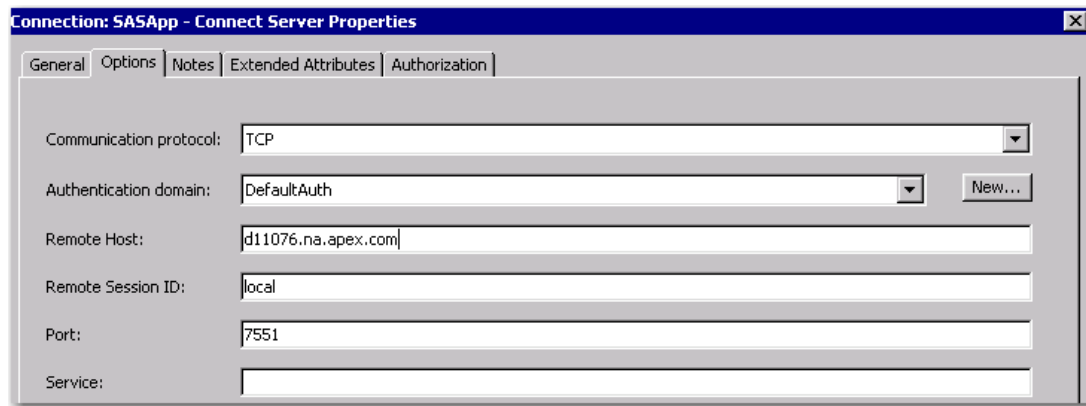 Connection: SASApp - Connect Server Properties
General Options Notes Extended Attributes Authorization
Communication protocol: TCP
Authentication domain: DefaultAuth New...
Remote Host: d11076.na.apex.com
Remote Session ID: local
Port: 7551
Service: